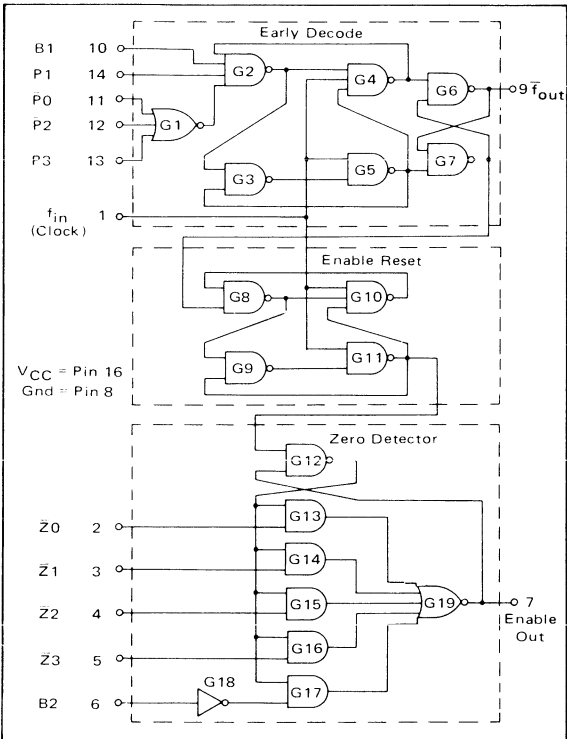 Early Decode
B1 10
P1 14
P̄0 11
P̄2 12
P3 13
G1
G2
G3
G4
G5
G6
G7
9 f̄out
fin 1
(Clock)
Enable Reset
G8
G9
G10
G11
VCC = Pin 16
Gnd = Pin 8
Zero Detector
G12
G13
G14
G15
G16
G17
G18
G19
Z̄0 2
Z̄1 3
Z̄2 4
Z̄3 5
B2 6
7
Enable
Out